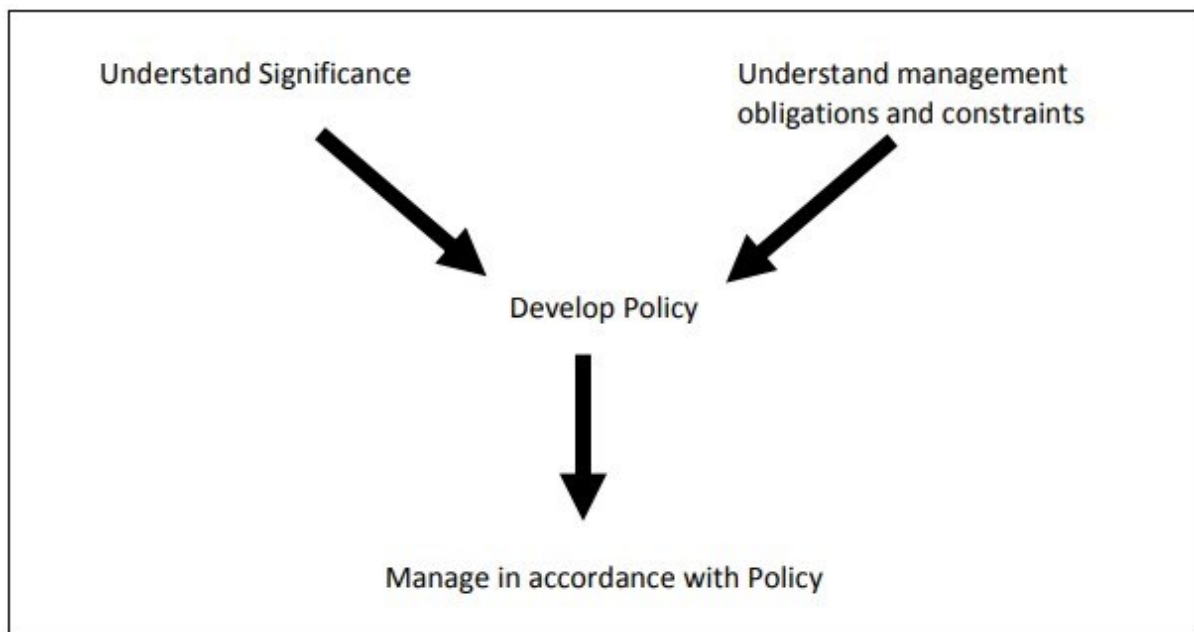 Understand Significance
Understand management
obligations and constraints
Develop Policy
Manage in accordance with Policy